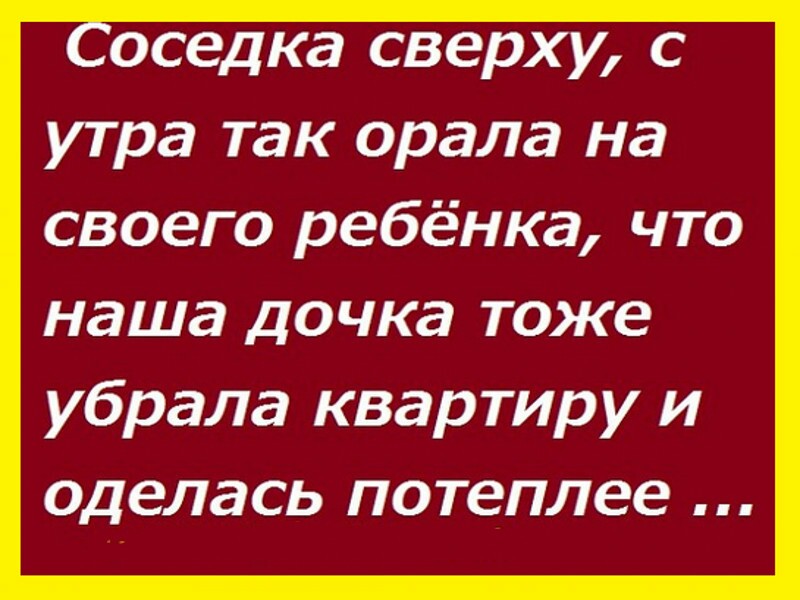 Соседка сверху, с
утра так орала на
своего ребёнка, что
наша дочка тоже
убрала квартиру и
оделась потеплее ...